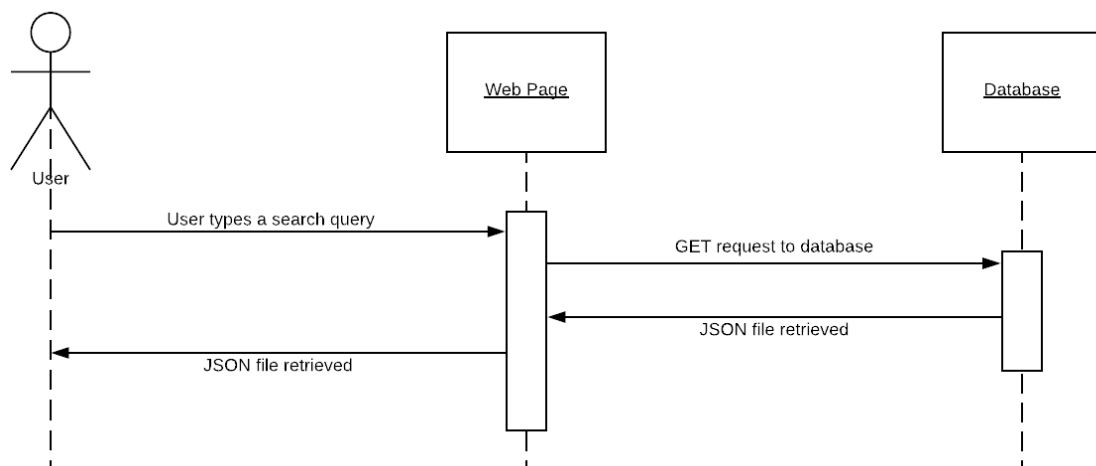 Web Page
Database
User
User types a search query
GET request to database
JSON file retrieved
JSON file retrieved